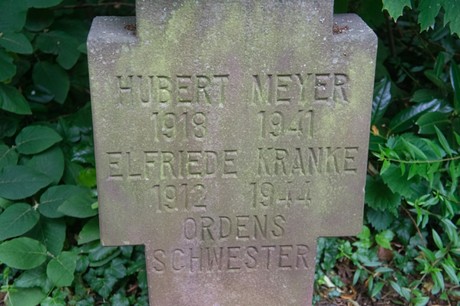 HUBERT MEYER
1918 1941
ELFRIEDE KRANKE
1912 1944
ORDENS
SCHWESTER